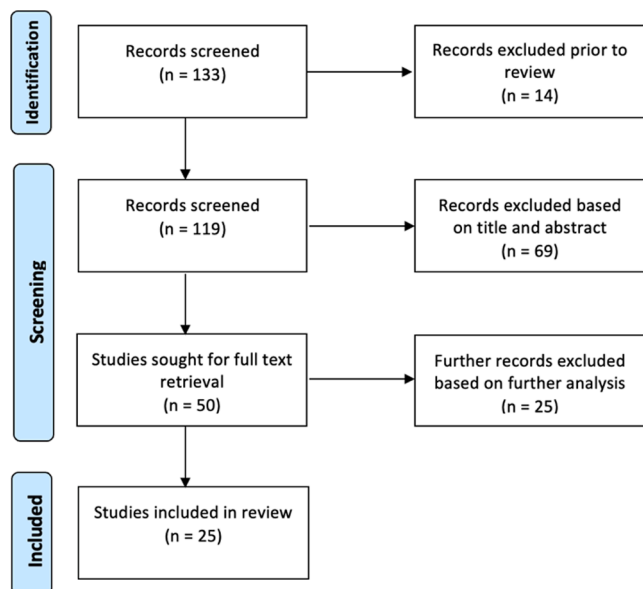 Identification
Records screened
(n = 133)
Records excluded prior to
review
(n = 14)
Screening
Records screened
(n = 119)
Records excluded based
on title and abstract
(n = 69)
Studies sought for full text
retrieval
(n = 50)
Further records excluded
based on further analysis
(n = 25)
Included
Studies included in review
(n = 25)